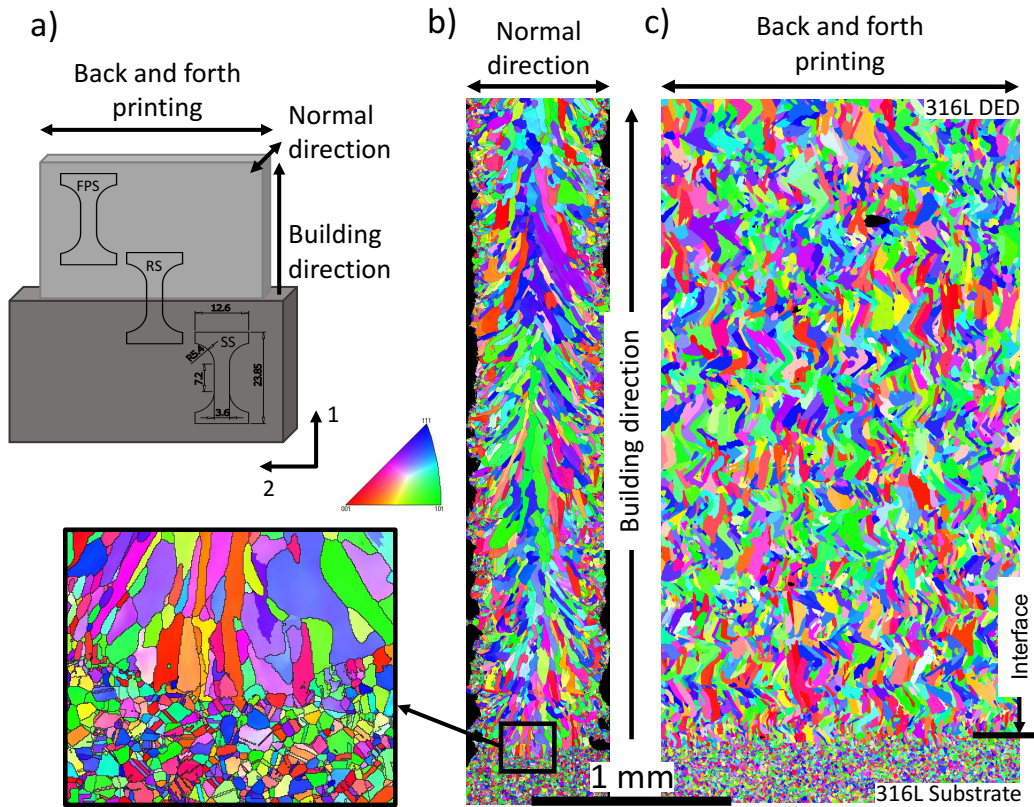 a)
Back and forth
printing
Normal
direction
FPS
RS
Building
direction
12.6
SS
R5.4
7.2
23.85
3.6
1
2
111
001
101
b)
Normal
direction
Building direction
1 mm
c)
Back and forth
printing
316L DED
Interface
316L Substrate